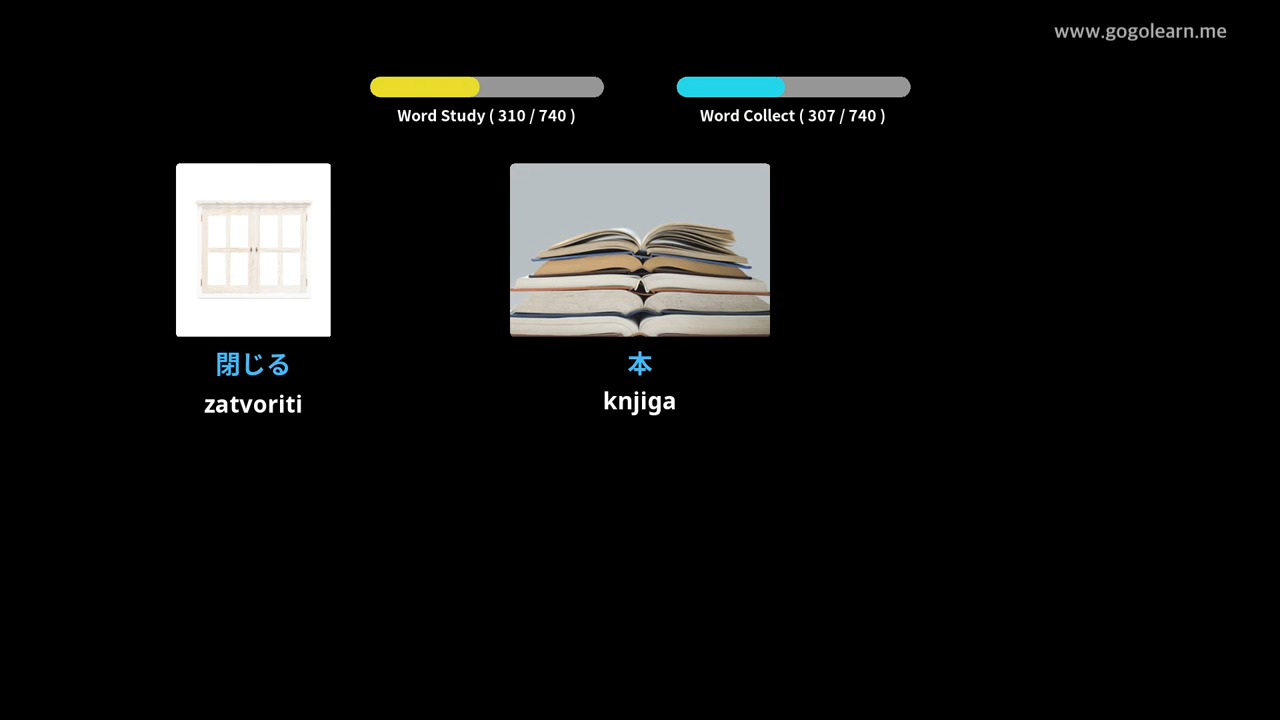 www.gogolearn.me
Word Study ( 310 / 740 )
Word Collect ( 307 / 740 )
閉じる
zatvoriti
本
knjiga